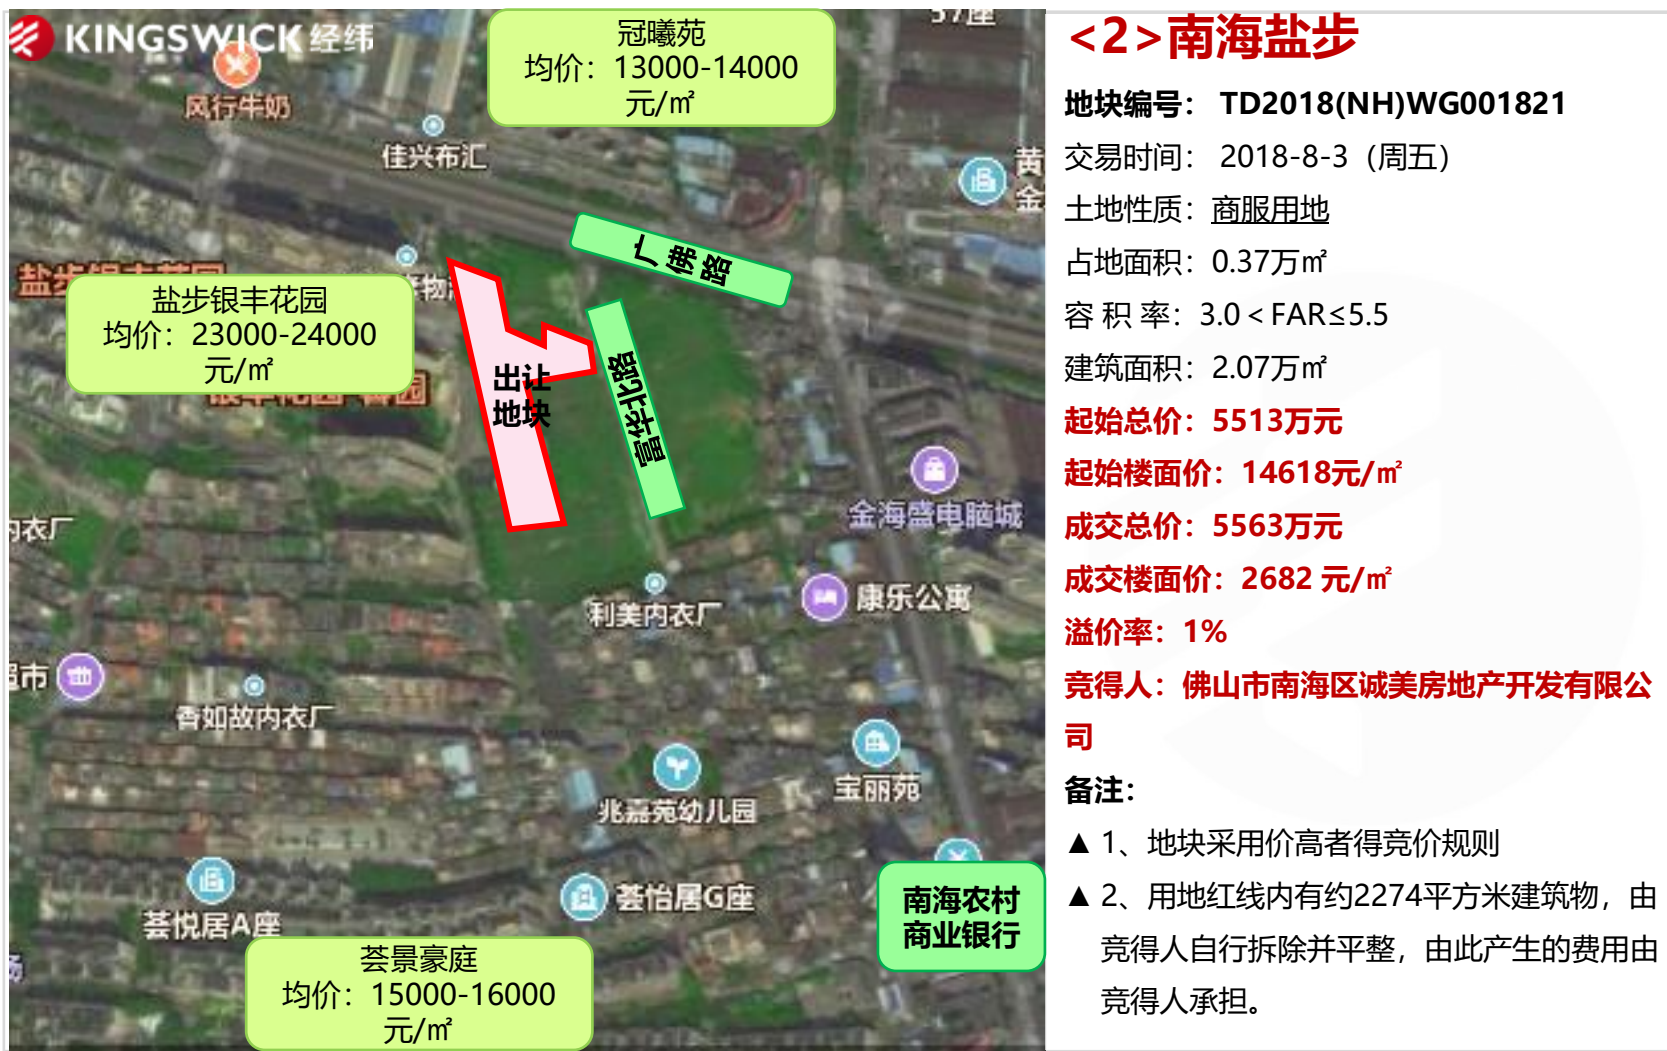 KINGSWICK 经纬
冠曦苑
均价：13000-14000
元/㎡
57座
风行牛奶
佳兴布汇
黄
金
广佛路
盐步银丰花园
均价：23000-24000
元/㎡
出让
地块
富华北路
金海盛电脑城
内衣厂
利美内衣厂
康乐公寓
超市
香如故内衣厂
兆嘉苑幼儿园
宝丽苑
荟悦居A座
荟怡居G座
南海农村
商业银行
荟景豪庭
均价：15000-16000
元/㎡
<2>南海盐步
地块编号： TD2018(NH)WG001821
交易时间： 2018-8-3（周五）
土地性质：商服用地
占地面积：0.37万㎡
容 积 率：3.0＜FAR≤5.5
建筑面积：2.07万㎡
起始总价：5513万元
起始楼面价：14618元/㎡
成交总价：5563万元
成交楼面价：2682 元/㎡
溢价率：1%
竞得人：佛山市南海区诚美房地产开发有限公
司
备注：
▲ 1、地块采用价高者得竞价规则
▲ 2、用地红线内有约2274平方米建筑物，由
竞得人自行拆除并平整，由此产生的费用由
竞得人承担。